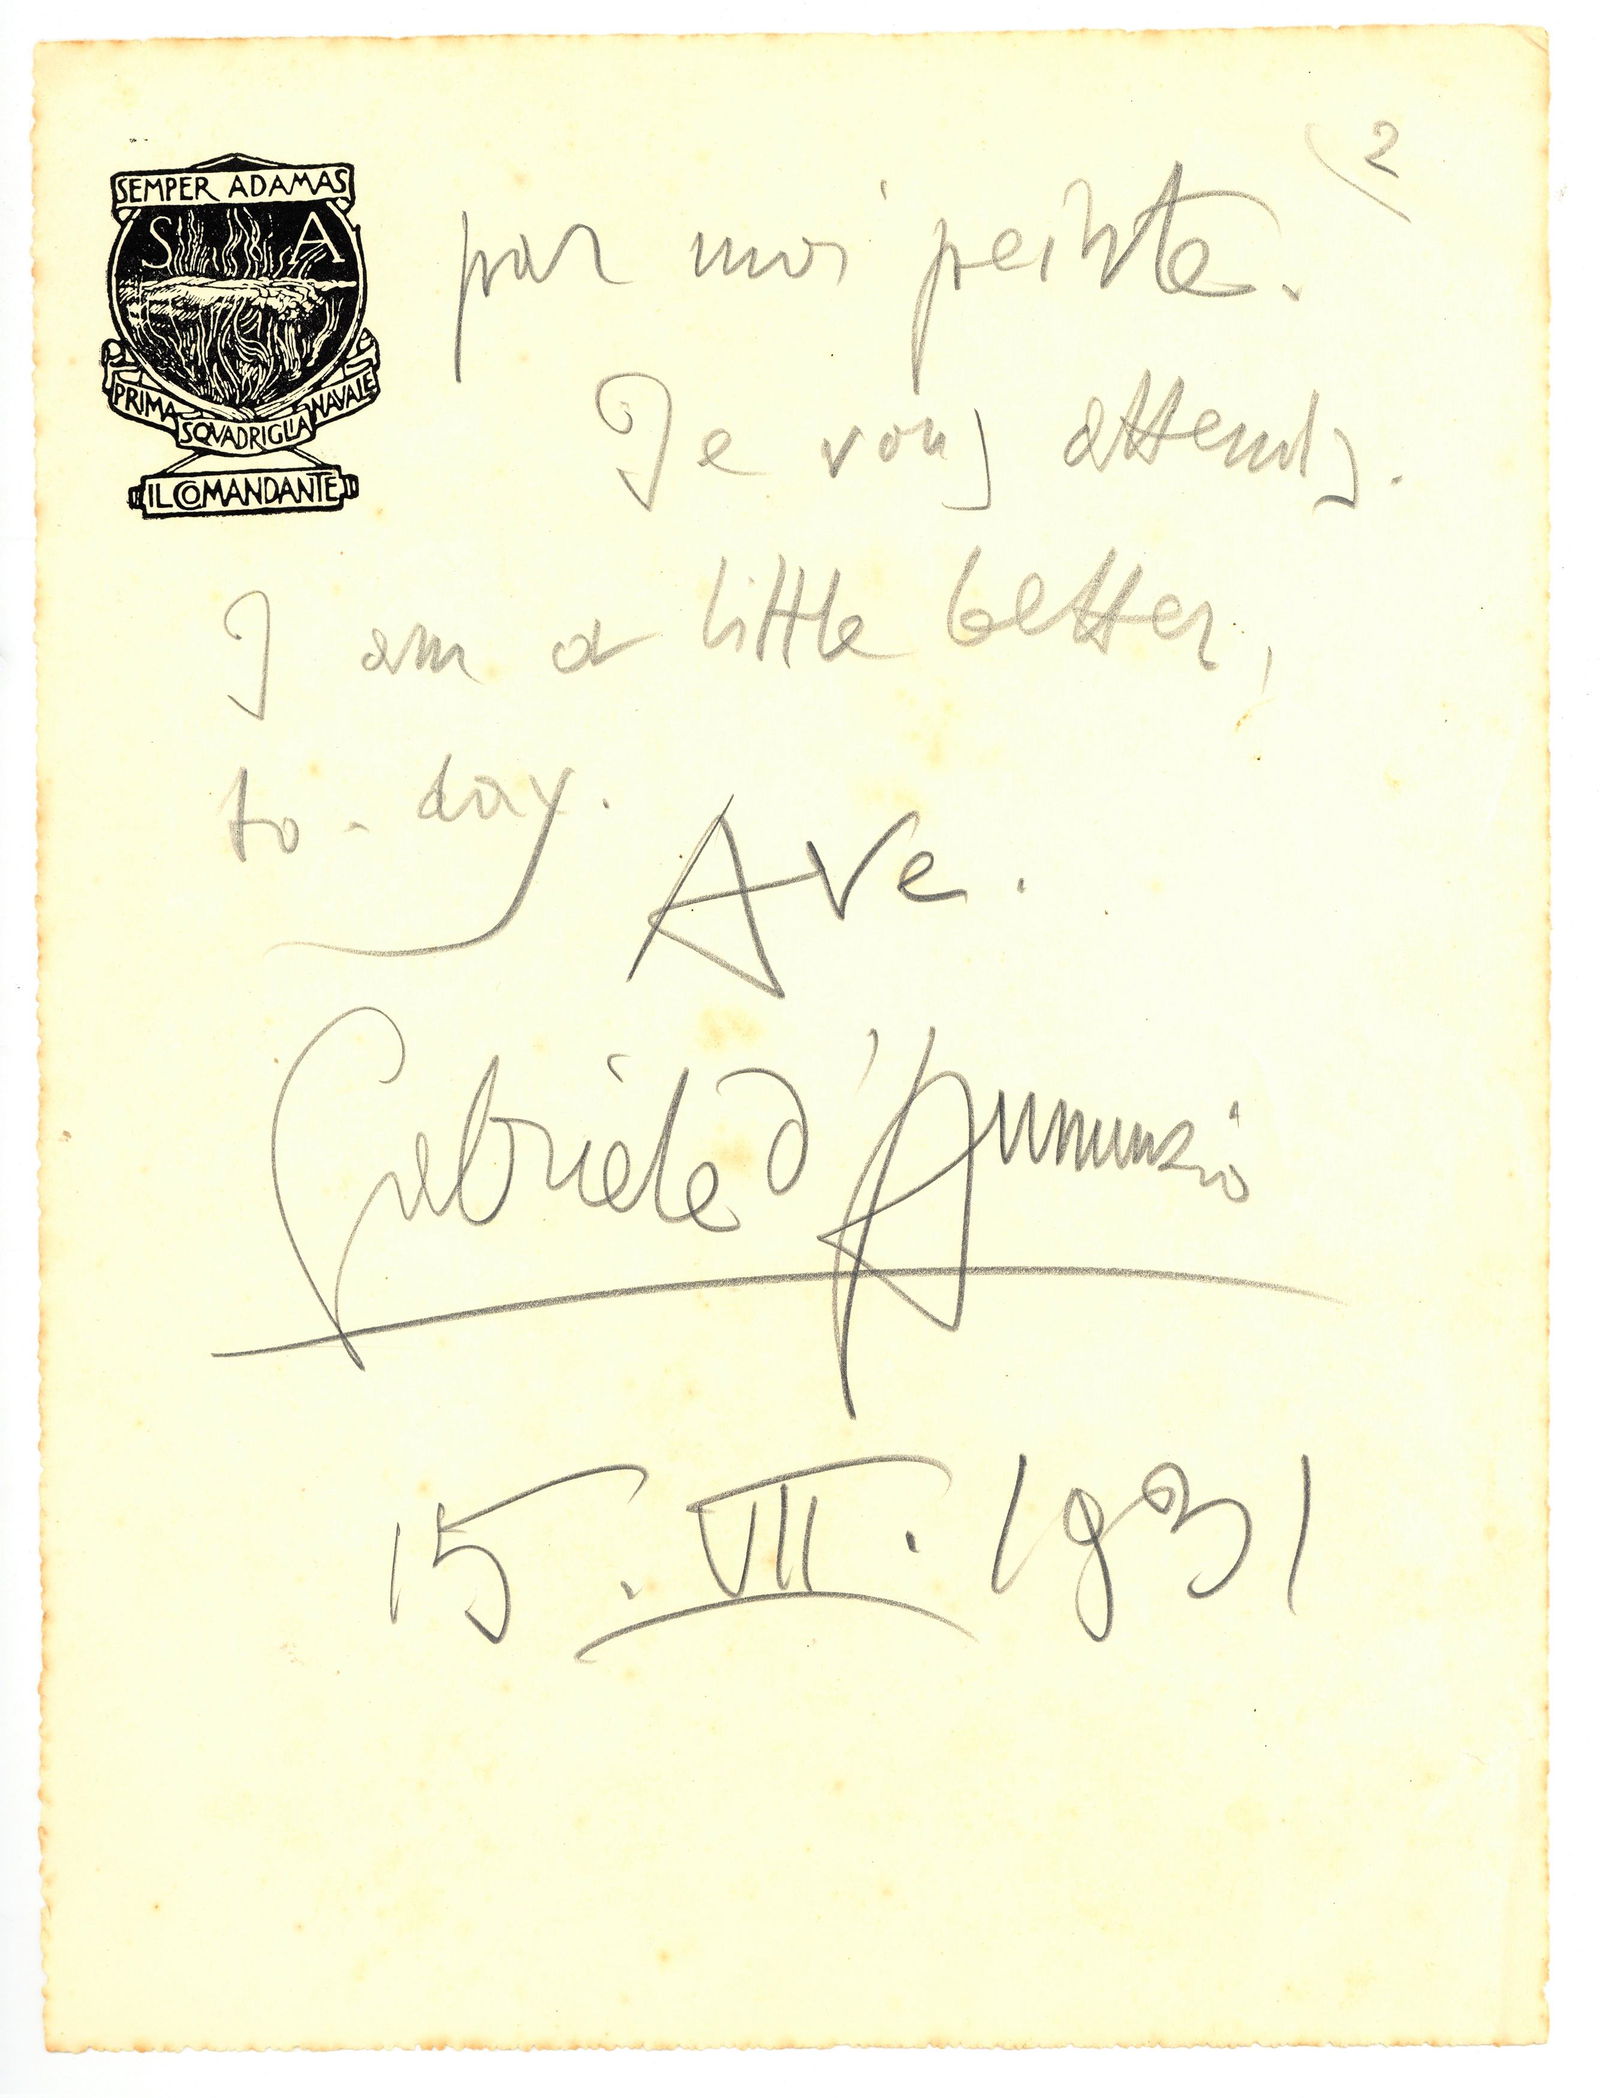 2
SEMPER ADAMAS
S A
PRIMA SQVADRIGLIA NAVALE
IL COMANDANTE
par moi peinte.
Je vous attends.
I am a little better,
to-day.
Ave.
Gabriele d'Annunzio
15.VII.1931